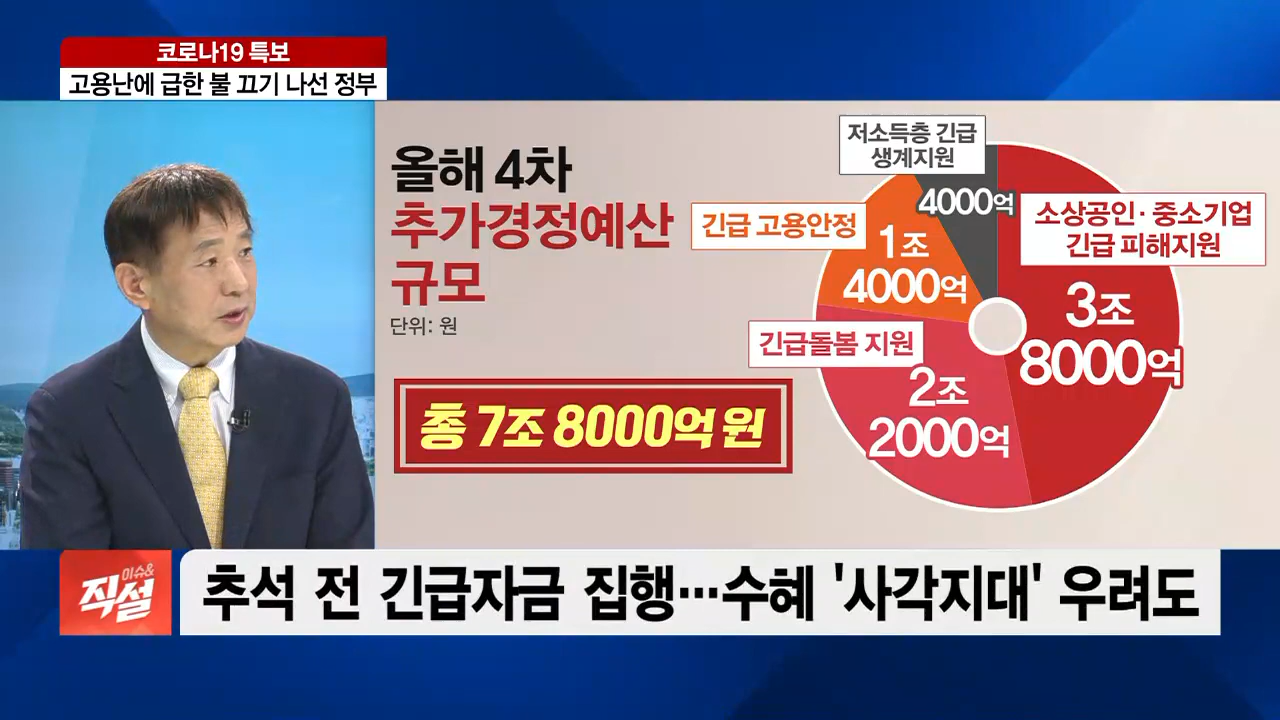 코로나19 특보
고용난에 급한 불 끄기 나선 정부
올해 4차
추가경정예산
규모
단위: 원
총 7조 8000억 원
저소득층 긴급
생계지원
4000억
긴급 고용안정
1조
4000억
소상공인·중소기업
긴급 피해지원
3조
8000억
긴급돌봄 지원
2조
2000억
이슈&
직설
추석 전 긴급자금 집행…수혜 '사각지대' 우려도